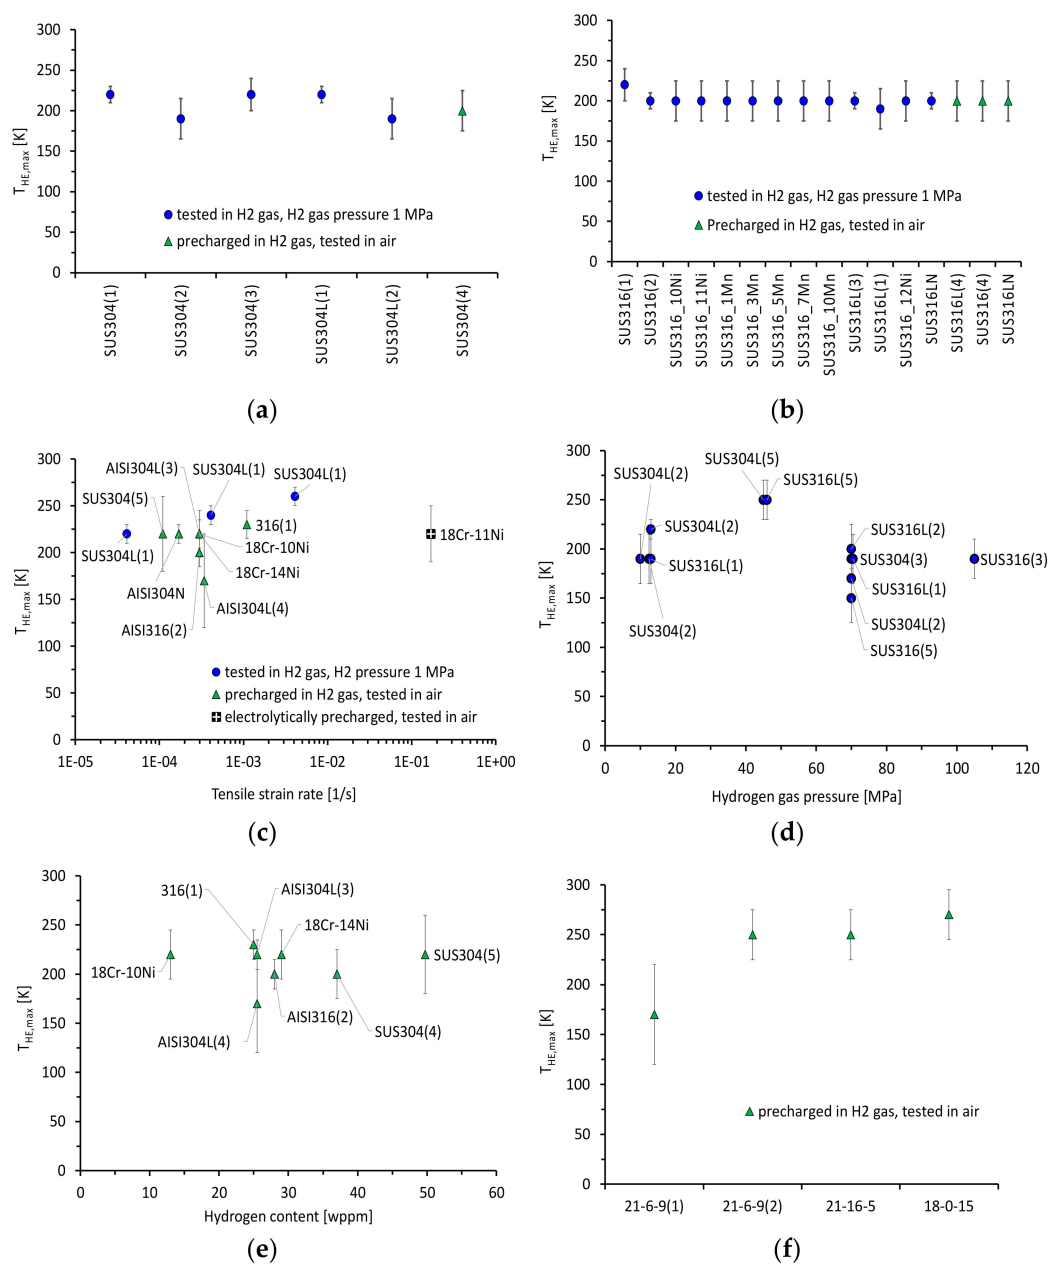 300
250
200
150
100
50
0
T_HE,max [K]
tested in H2 gas, H2 gas pressure 1 MPa
precharged in H2 gas, tested in air
SUS304(1)
SUS304(2)
SUS304(3)
SUS304L(1)
SUS304L(2)
SUS304(4)
(a)
300
250
200
150
100
50
0
T_HE,max [K]
tested in H2 gas, H2 gas pressure 1 MPa
Precharged in H2 gas, tested in air
SUS316(1)
SUS316(2)
SUS316_10Ni
SUS316_11Ni
SUS316_1Mn
SUS316_3Mn
SUS316_5Mn
SUS316_7Mn
SUS316_10Mn
SUS316L(3)
SUS316L(1)
SUS316_12Ni
SUS316LN
SUS316L(4)
SUS316(4)
SUS316LN
(b)
300
250
200
150
100
50
0
T_HE,max [K]
AISI304L(3)
SUS304L(1)
SUS304L(1)
SUS304(5)
316(1)
18Cr-11Ni
SUS304L(1)
18Cr-10Ni
18Cr-14Ni
AISI304N
AISI304L(4)
AISI316(2)
tested in H2 gas, H2 pressure 1 MPa
precharged in H2 gas, tested in air
electrolytically precharged, tested in air
1E-05
1E-04
1E-03
1E-02
1E-01
1E+00
Tensile strain rate [1/s]
(c)
300
250
200
150
100
50
0
T_HE,max [K]
SUS304L(5)
SUS304L(2)
SUS316L(5)
SUS304L(2)
SUS316L(2)
SUS316L(1)
SUS304(3)
SUS316(3)
SUS316L(1)
SUS304(2)
SUS304L(2)
SUS316(5)
0
20
40
60
80
100
120
Hydrogen gas pressure [MPa]
(d)
300
250
200
150
100
50
0
T_HE,max [K]
316(1)
AISI304L(3)
18Cr-14Ni
18Cr-10Ni
SUS304(5)
AISI316(2)
SUS304(4)
AISI304L(4)
0
10
20
30
40
50
60
Hydrogen content [wppm]
(e)
300
250
200
150
100
50
0
T_HE,max [K]
precharged in H2 gas, tested in air
21-6-9(1)
21-6-9(2)
21-16-5
18-0-15
(f)